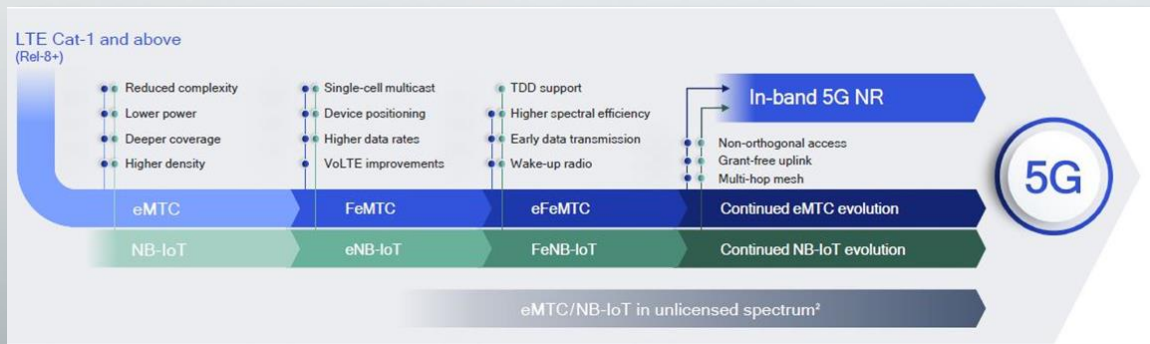 LTE Cat-1 and above
(Rel-8+)
Reduced complexity
Lower power
Deeper coverage
Higher density
Single-cell multicast
Device positioning
Higher data rates
VoLTE improvements
TDD support
Higher spectral efficiency
Early data transmission
Wake-up radio
In-band 5G NR
Non-orthogonal access
Grant-free uplink
Multi-hop mesh
5G
eMTC
FeMTC
eFeMTC
Continued eMTC evolution
NB-IoT
eNB-IoT
FeNB-IoT
Continued NB-IoT evolution
eMTC/NB-IoT in unlicensed spectrum²